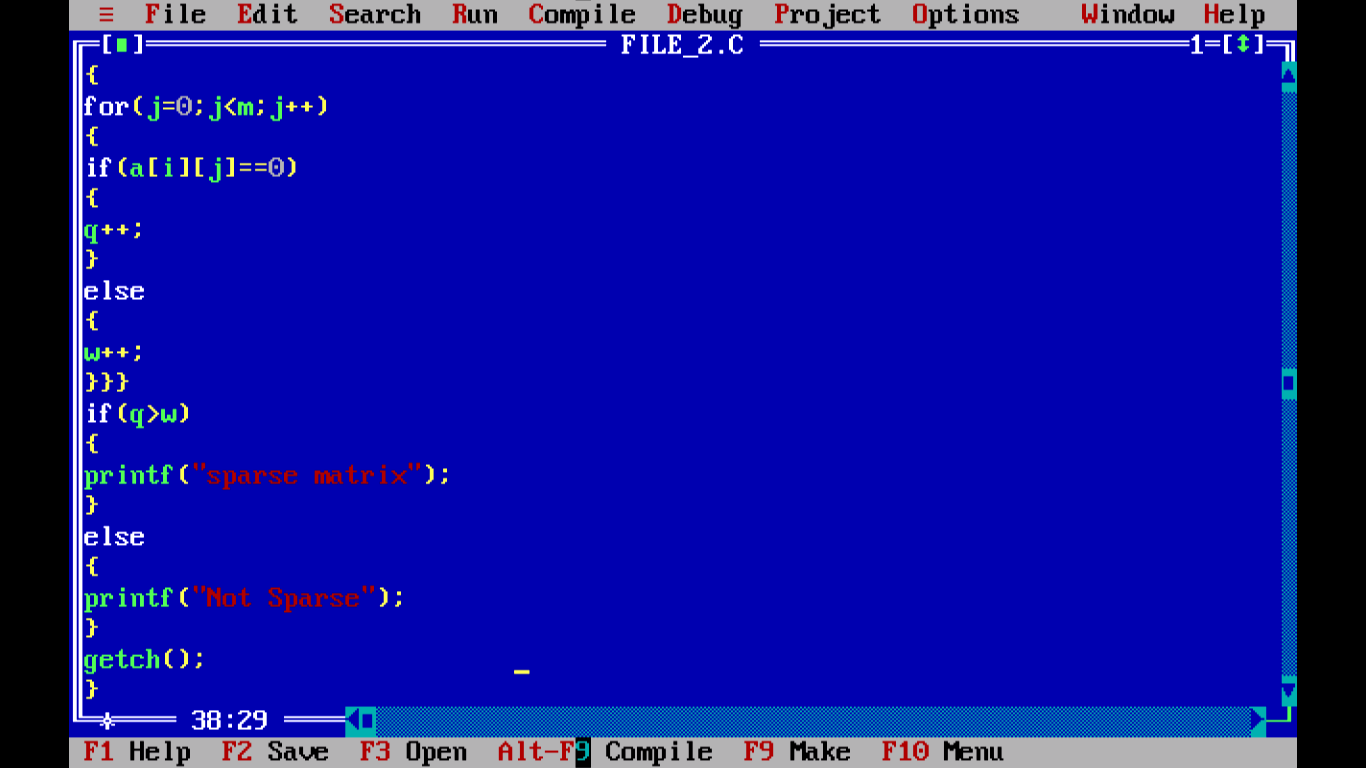 ≡ File Edit Search Run Compile Debug Project Options Window Help
[■] FILE_2.C 1=[↕]
{
for(j=0;j<m;j++)
{
if(a[i][j]==0)
{
q++;
}
else
{
w++;
}}}
if(q>w)
{
printf("sparse matrix");
}
else
{
printf("Not Sparse");
}
getch();
}
38:29
F1 Help F2 Save F3 Open Alt-F9 Compile F9 Make F10 Menu